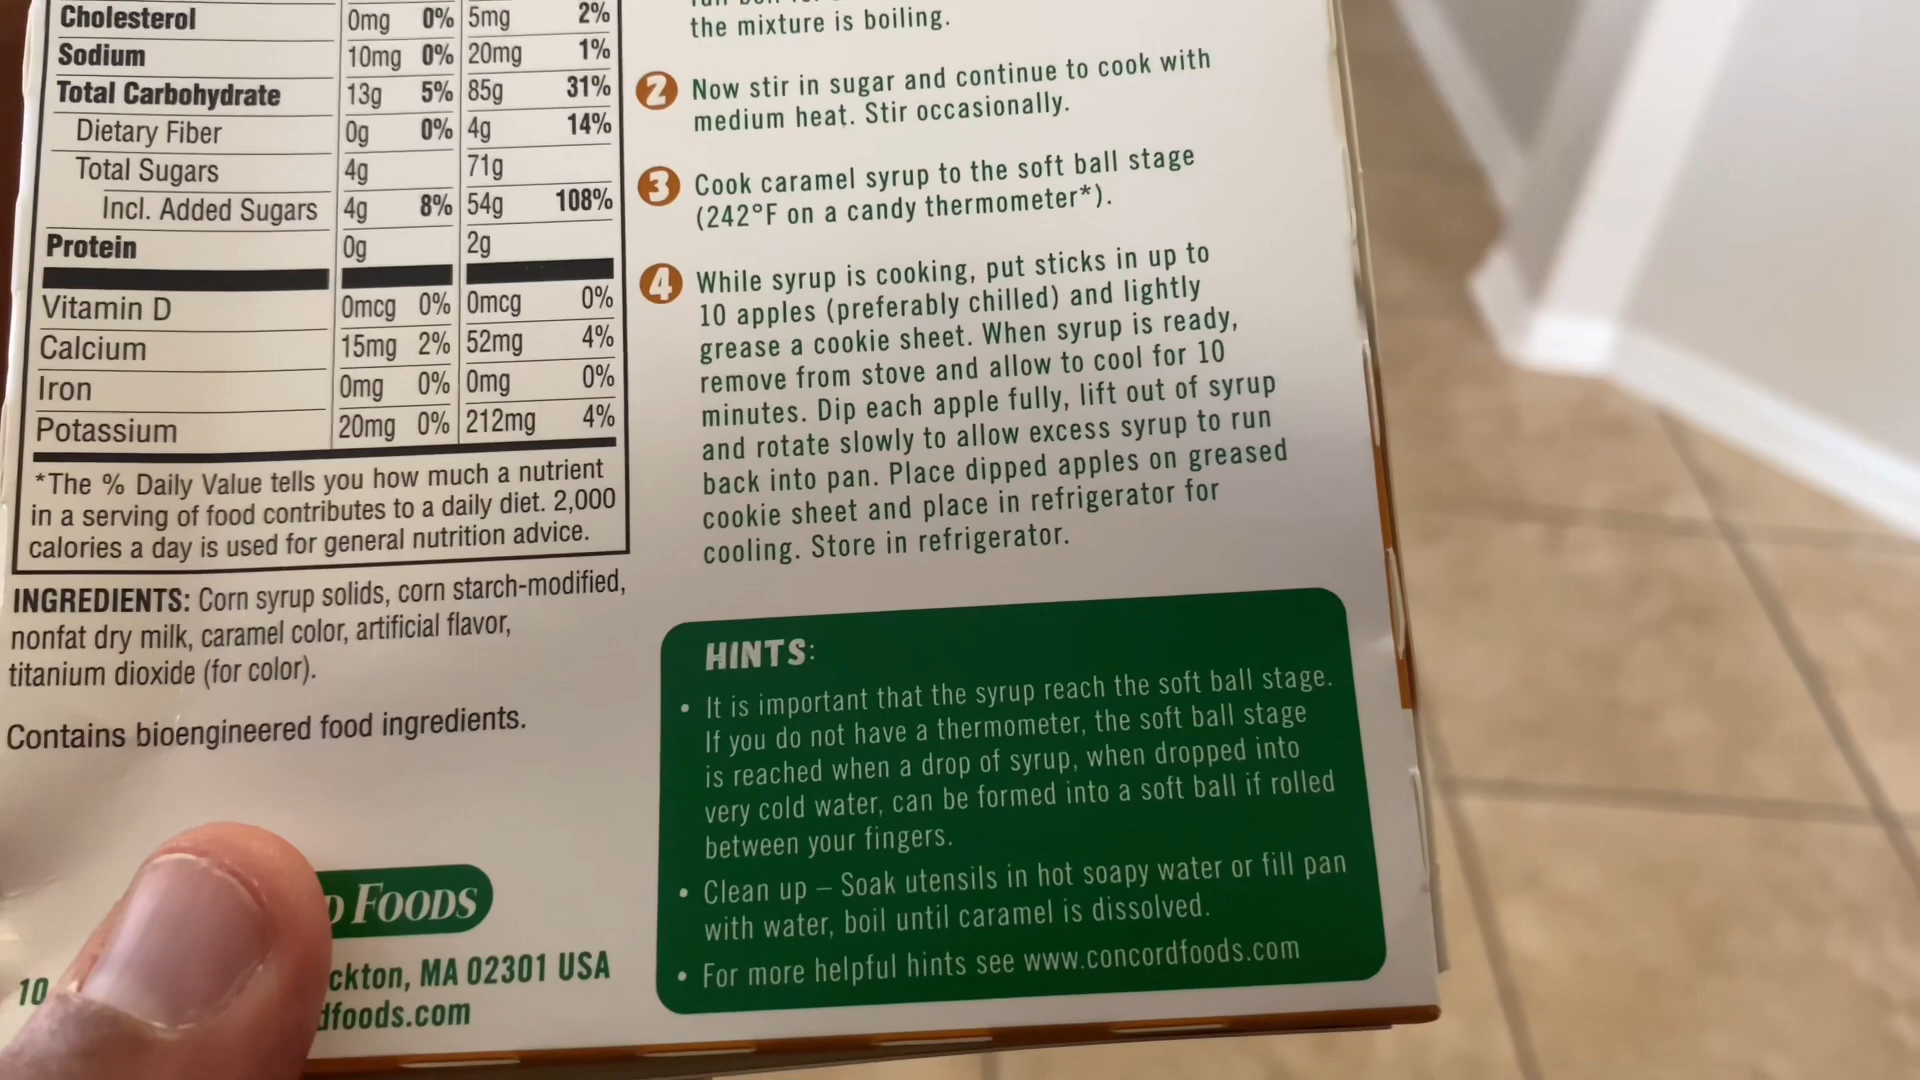 Cholesterol 0mg 0% 5mg 2%
Sodium 10mg 0% 20mg 1%
Total Carbohydrate 13g 5% 85g 31%
Dietary Fiber 0g 0% 4g 14%
Total Sugars 4g 71g
Incl. Added Sugars 4g 8% 54g 108%
Protein 0g 2g
Vitamin D 0mcg 0% 0mcg 0%
Calcium 15mg 2% 52mg 4%
Iron 0mg 0% 0mg 0%
Potassium 20mg 0% 212mg 4%
*The % Daily Value tells you how much a nutrient
in a serving of food contributes to a daily diet. 2,000
calories a day is used for general nutrition advice.
INGREDIENTS: Corn syrup solids, corn starch-modified,
nonfat dry milk, caramel color, artificial flavor,
titanium dioxide (for color).
Contains bioengineered food ingredients.
D FOODS
10
ckton, MA 02301 USA
dfoods.com
the mixture is boiling.
2 Now stir in sugar and continue to cook with
medium heat. Stir occasionally.
3 Cook caramel syrup to the soft ball stage
(242°F on a candy thermometer*).
4 While syrup is cooking, put sticks in up to
10 apples (preferably chilled) and lightly
grease a cookie sheet. When syrup is ready,
remove from stove and allow to cool for 10
minutes. Dip each apple fully, lift out of syrup
and rotate slowly to allow excess syrup to run
back into pan. Place dipped apples on greased
cookie sheet and place in refrigerator for
cooling. Store in refrigerator.
HINTS:
• It is important that the syrup reach the soft ball stage.
If you do not have a thermometer, the soft ball stage
is reached when a drop of syrup, when dropped into
very cold water, can be formed into a soft ball if rolled
between your fingers.
• Clean up – Soak utensils in hot soapy water or fill pan
with water, boil until caramel is dissolved.
• For more helpful hints see www.concordfoods.com